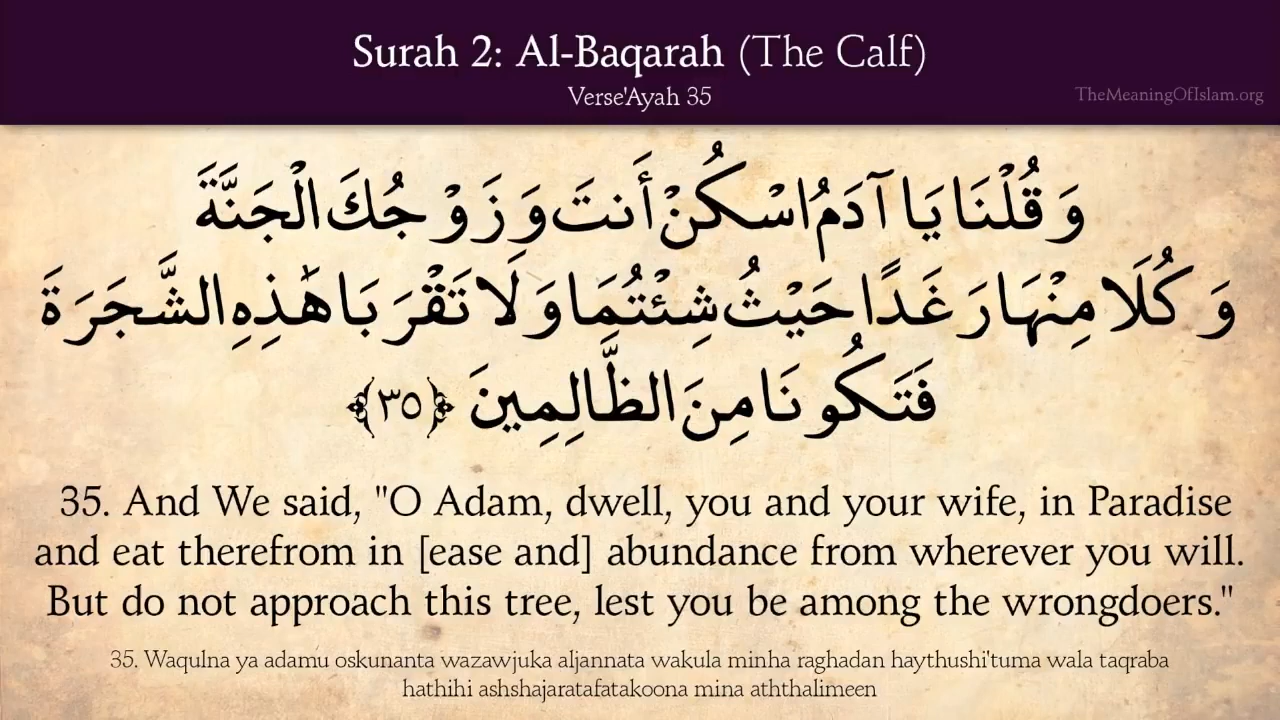 Surah 2: Al-Baqarah (The Calf)
Verse'Ayah 35
TheMeaningOfIslam.org
وَقُلْنَا يَا آدَمُ اسْكُنْ أَنتَ وَزَوْجُكَ الْجَنَّةَ
وَكُلَا مِنْهَا رَغَدًا حَيْثُ شِئْتُمَا وَلَا تَقْرَبَا هَٰذِهِ الشَّجَرَةَ
فَتَكُونَا مِنَ الظَّالِمِينَ ﴿٣٥﴾
35. And We said, "O Adam, dwell, you and your wife, in Paradise
and eat therefrom in [ease and] abundance from wherever you will.
But do not approach this tree, lest you be among the wrongdoers."
35. Waqulna ya adamu oskunanta wazawjuka aljannata wakula minha raghadan haythushi'tuma wala taqraba
hathihi ashshajaratafatakoona mina aththalimeen